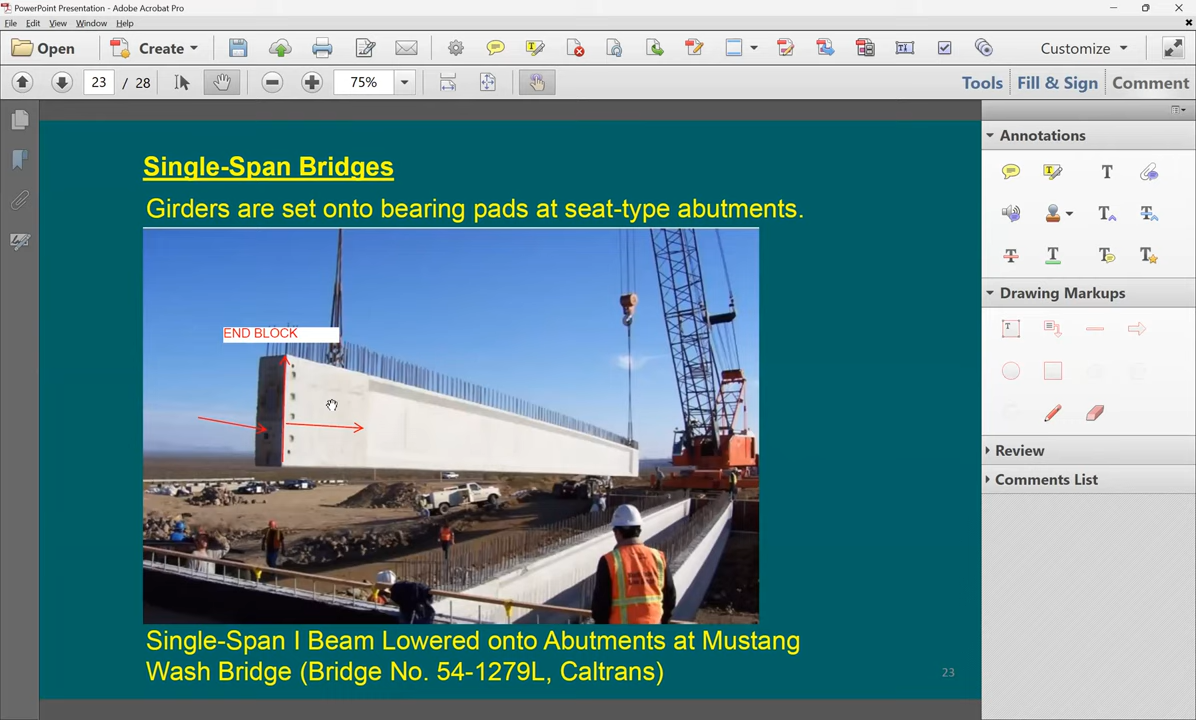 PowerPoint Presentation - Adobe Acrobat Pro
File Edit View Window Help
Open Create Customize
23 / 28 75% Tools Fill & Sign Comment
Annotations
Drawing Markups
Review
Comments List
Single-Span Bridges
Girders are set onto bearing pads at seat-type abutments.
END BLOCK
Single-Span I Beam Lowered onto Abutments at Mustang
Wash Bridge (Bridge No. 54-1279L, Caltrans)
23